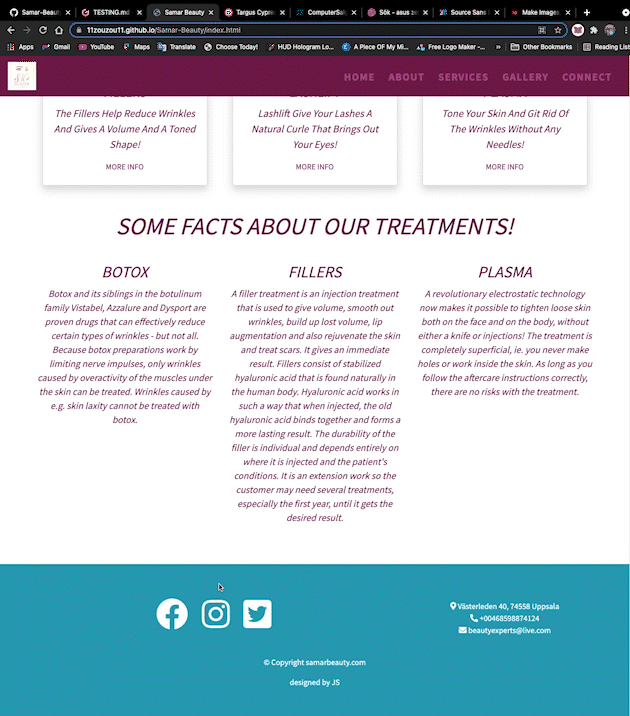 Samar-Beau
TESTING.md
Samar Beauty
Targus Cypre
ComputerSal
Sök - asus ze
Source Sans
Make Images
11zouzou11.github.io/Samar-Beauty/index.html
Apps
Gmail
YouTube
Maps
Translate
Choose Today!
HUD Hologram Lo...
A Piece Of My Mi...
Free Logo Maker -...
»
Other Bookmarks
Reading List
HOME ABOUT SERVICES GALLERY CONNECT
The Fillers Help Reduce Wrinkles
And Gives A Volume And A Toned
Shape!
MORE INFO
Lashlift Give Your Lashes A
Natural Curle That Brings Out
Your Eyes!
MORE INFO
Tone Your Skin And Git Rid Of
The Wrinkles Without Any
Needles!
MORE INFO
SOME FACTS ABOUT OUR TREATMENTS!
BOTOX
Botox and its siblings in the botulinum
family Vistabel, Azzalure and Dysport are
proven drugs that can effectively reduce
certain types of wrinkles - but not all.
Because botox preparations work by
limiting nerve impulses, only wrinkles
caused by overactivity of the muscles under
the skin can be treated. Wrinkles caused by
e.g. skin laxity cannot be treated with
botox.
FILLERS
A filler treatment is an injection treatment
that is used to give volume, smooth out
wrinkles, build up lost volume, lip
augmentation and also rejuvenate the skin
and treat scars. It gives an immediate
result. Fillers consist of stabilized
hyaluronic acid that is found naturally in
the human body. Hyaluronic acid works in
such a way that when injected, the old
hyaluronic acid binds together and forms a
more lasting result. The durability of the
filler is individual and depends entirely on
where it is injected and the patient's
conditions. It is an extension work so the
customer may need several treatments,
especially the first year, until it gets the
desired result.
PLASMA
A revolutionary electrostatic technology
now makes it possible to tighten loose skin
both on the face and on the body, without
either a knife or injections! The treatment is
completely superficial, ie. you never make
holes or work inside the skin. As long as you
follow the aftercare instructions correctly,
there are no risks with the treatment.
Västerleden 40, 74558 Uppsala
+00468598874124
beautyexperts@live.com
© Copyright samarbeauty.com
designed by JS